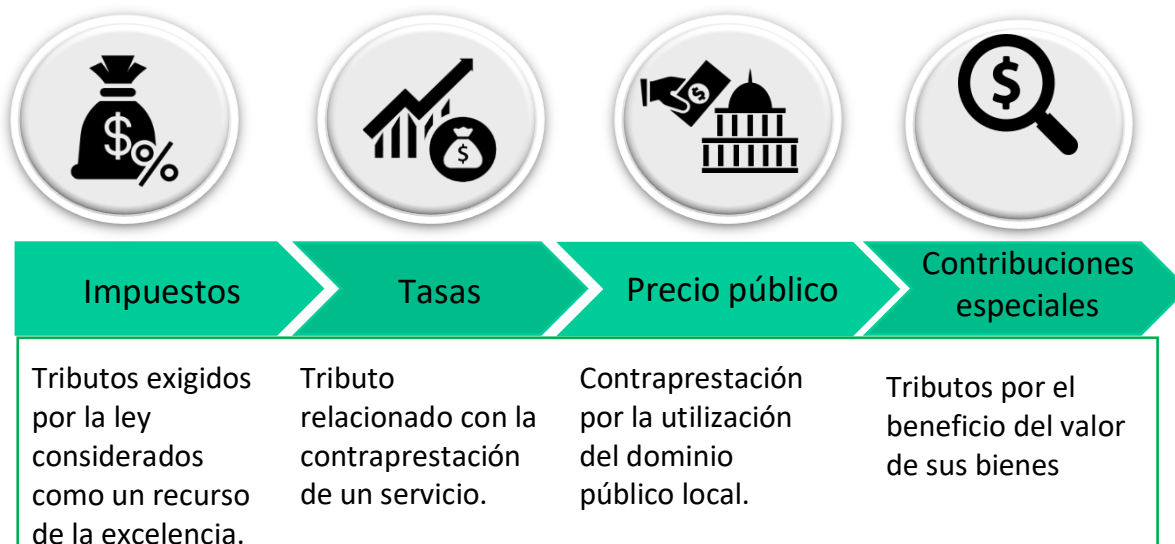 Impuestos
Tasas
Precio público
Contribuciones
especiales
Tributos exigidos
por la ley
considerados
como un recurso
de la excelencia.
Tributo
relacionado con la
contraprestación
de un servicio.
Contraprestación
por la utilización
del dominio
público local.
Tributos por el
beneficio del valor
de sus bienes